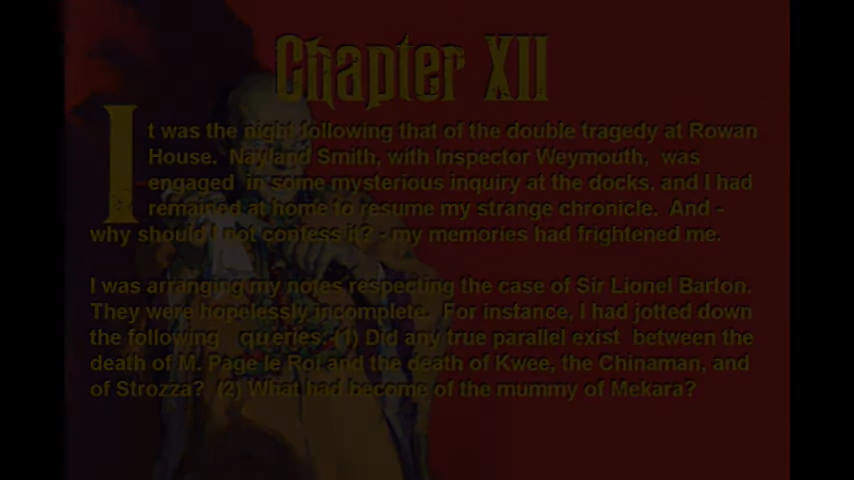 Chapter XII
It was the night following that of the double tragedy at Rowan
House. Nayland Smith, with Inspector Weymouth, was
engaged in some mysterious inquiry at the docks, and I had
remained at home to resume my strange chronicle. And -
why should I not confess it? - my memories had frightened me.
I was arranging my notes respecting the case of Sir Lionel Barton.
They were hopelessly incomplete. For instance, I had jotted down
the following queries: (1) Did any true parallel exist between the
death of M. Page le Roi and the death of Kwee, the Chinaman, and
of Strozza? (2) What had become of the mummy of Mekara?